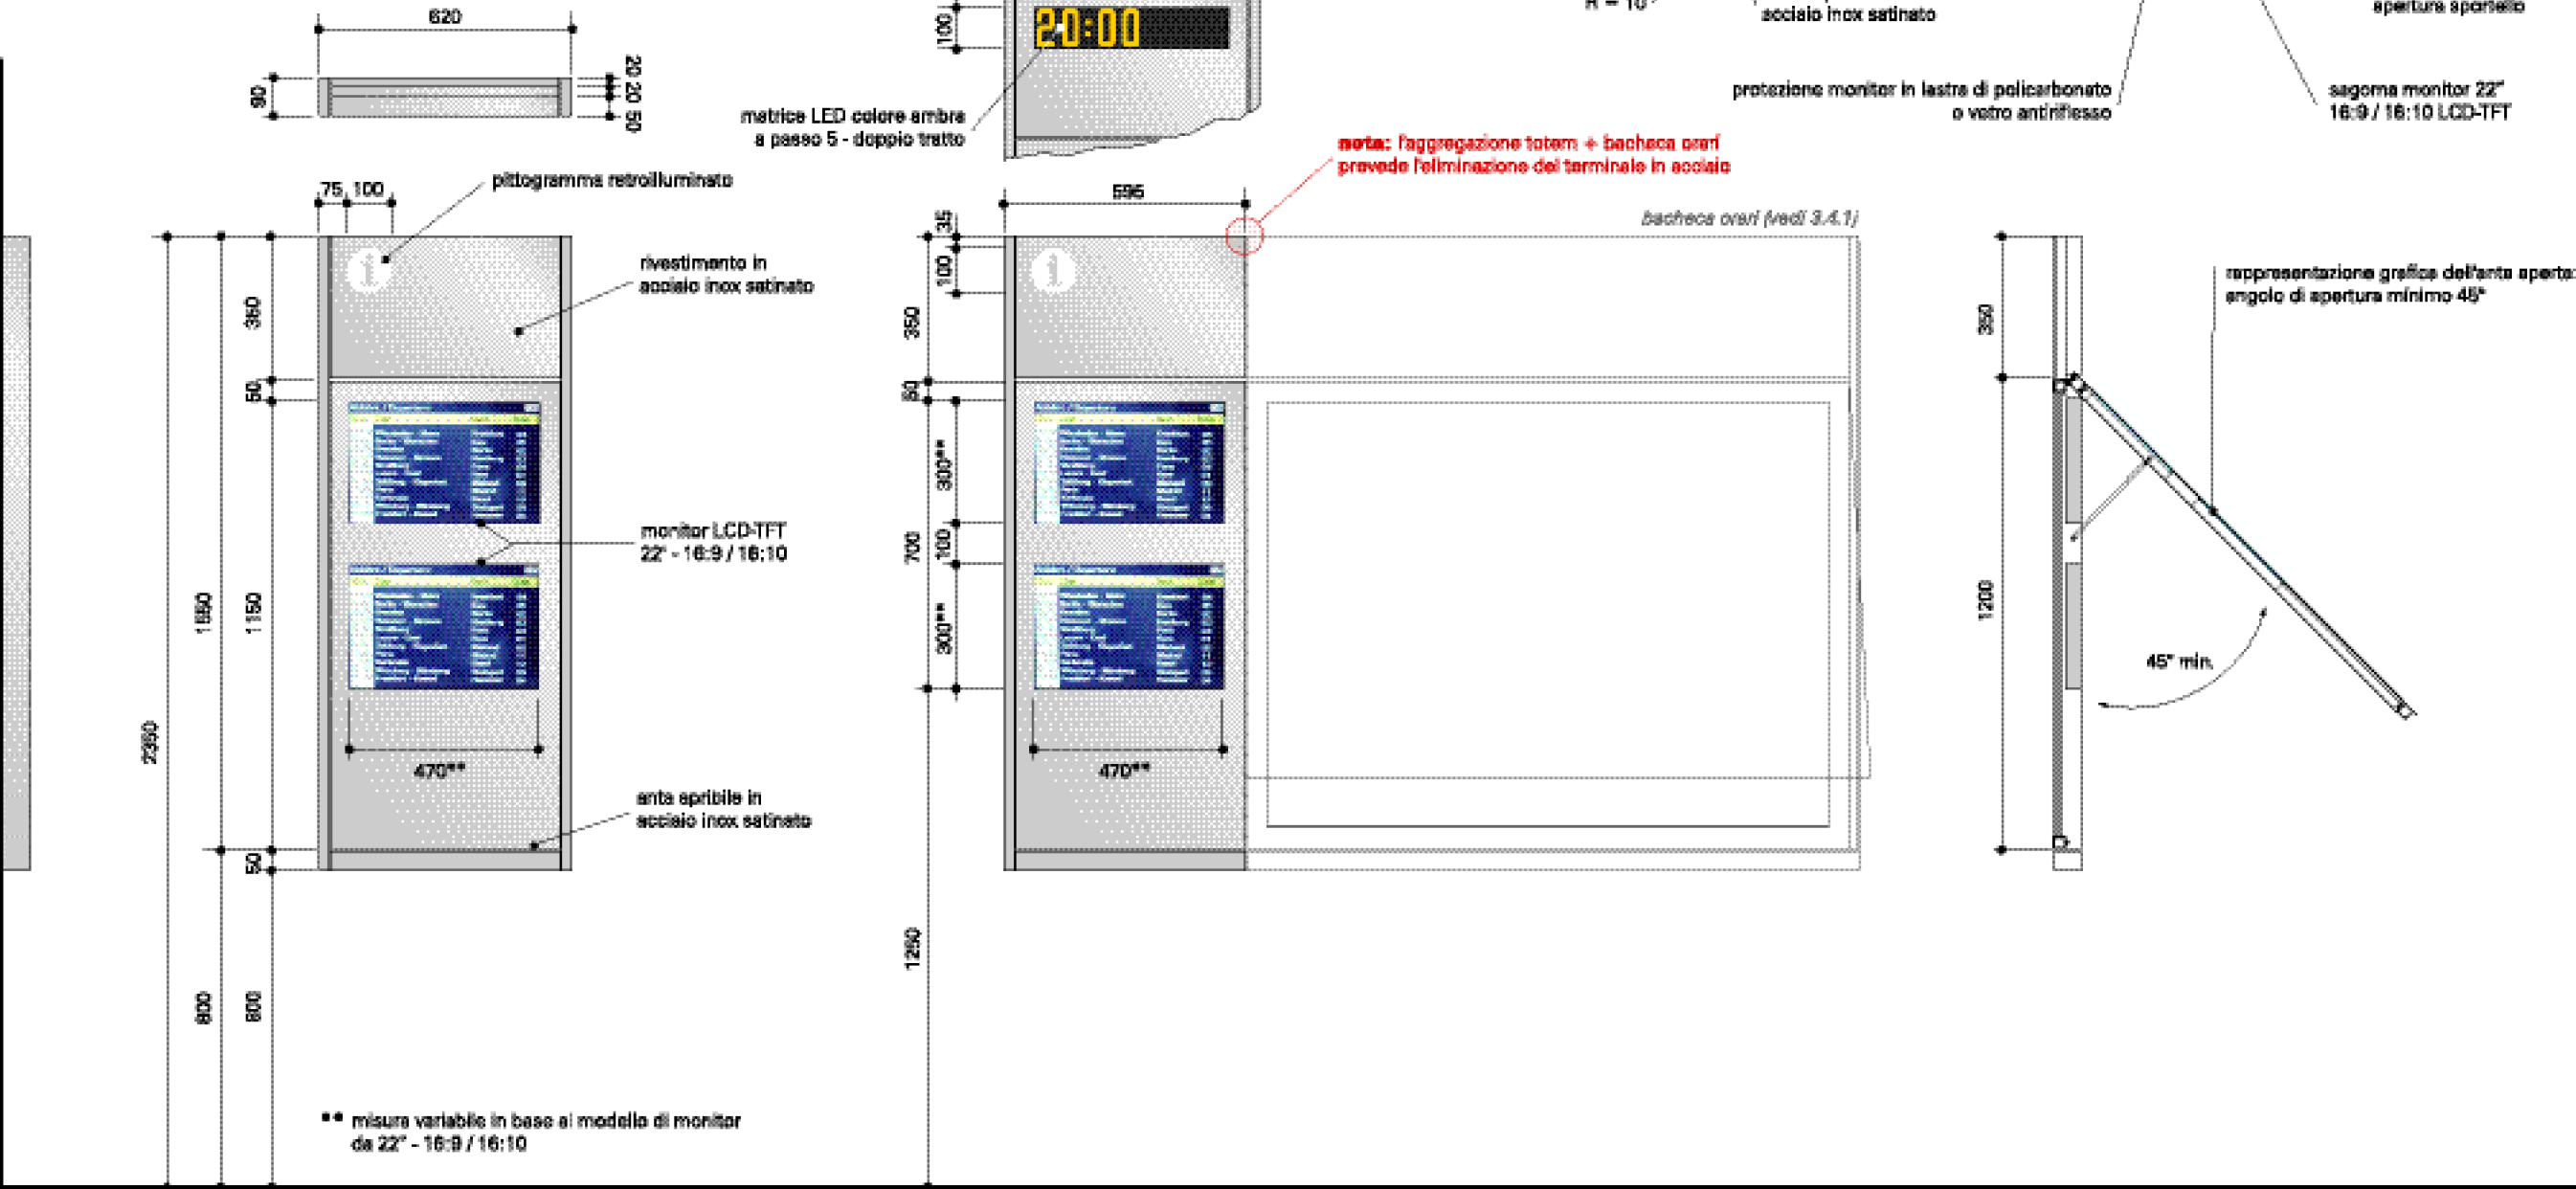 620
100
20:00
acciaio inox satinato
apertura sportello
90
20 20 50
matrice LED colore ambra
a passo 5 - doppio tratto
protezione monitor in lastra di policarbonato
o vetro antiriflesso
sagoma monitor 22"
16:9 / 16:10 LCD-TFT
nota: l'aggregazione totem + bacheca orari
prevede l'eliminazione del terminale in acciaio
75 100
pittogramma retroilluminato
595
35
bacheca orari (vedi 3.4.1)
i
i
rivestimento in
acciaio inox satinato
100
rappresentazione grafica dell'anta aperta:
angolo di apertura minimo 45°
350
350
350
50
50
300**
monitor LCD-TFT
22" - 16:9 / 16:10
700
100
1550
1150
300**
1200
45° min.
2350
470**
470**
anta apribile in
acciaio inox satinato
50
1250
800
800
** misura variabile in base al modello di monitor
da 22" - 16:9 / 16:10